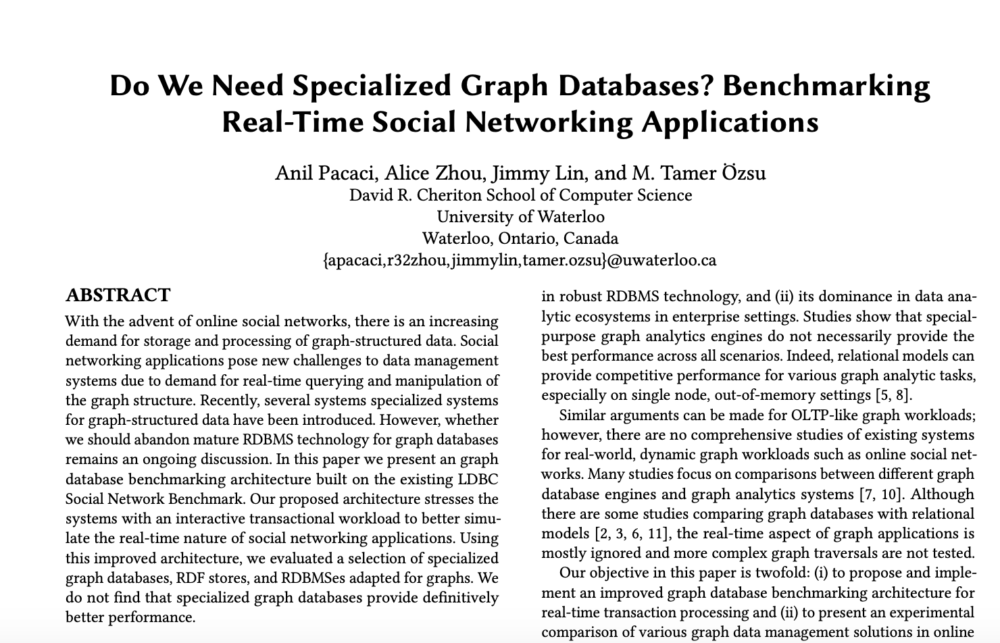 Do We Need Specialized Graph Databases? Benchmarking
Real-Time Social Networking Applications
Anil Pacaci, Alice Zhou, Jimmy Lin, and M. Tamer Özsu
David R. Cheriton School of Computer Science
University of Waterloo
Waterloo, Ontario, Canada
{apacaci,r32zhou,jimmylin,tamer.ozsu}@uwaterloo.ca
ABSTRACT
With the advent of online social networks, there is an increasing
demand for storage and processing of graph-structured data. Social
networking applications pose new challenges to data management
systems due to demand for real-time querying and manipulation of
the graph structure. Recently, several systems specialized systems
for graph-structured data have been introduced. However, whether
we should abandon mature RDBMS technology for graph databases
remains an ongoing discussion. In this paper we present an graph
database benchmarking architecture built on the existing LDBC
Social Network Benchmark. Our proposed architecture stresses the
systems with an interactive transactional workload to better simu-
late the real-time nature of social networking applications. Using
this improved architecture, we evaluated a selection of specialized
graph databases, RDF stores, and RDBMSes adapted for graphs. We
do not find that specialized graph databases provide definitively
better performance.
in robust RDBMS technology, and (ii) its dominance in data ana-
lytic ecosystems in enterprise settings. Studies show that special-
purpose graph analytics engines do not necessarily provide the
best performance across all scenarios. Indeed, relational models can
provide competitive performance for various graph analytic tasks,
especially on single node, out-of-memory settings [5, 8].
Similar arguments can be made for OLTP-like graph workloads;
however, there are no comprehensive studies of existing systems
for real-world, dynamic graph workloads such as online social net-
works. Many studies focus on comparisons between different graph
database engines and graph analytics systems [7, 10]. Although
there are some studies comparing graph databases with relational
models [2, 3, 6, 11], the real-time aspect of graph applications is
mostly ignored and more complex graph traversals are not tested.
Our objective in this paper is twofold: (i) to propose and imple-
ment an improved graph database benchmarking architecture for
real-time transaction processing and (ii) to present an experimental
comparison of various graph data management solutions in online